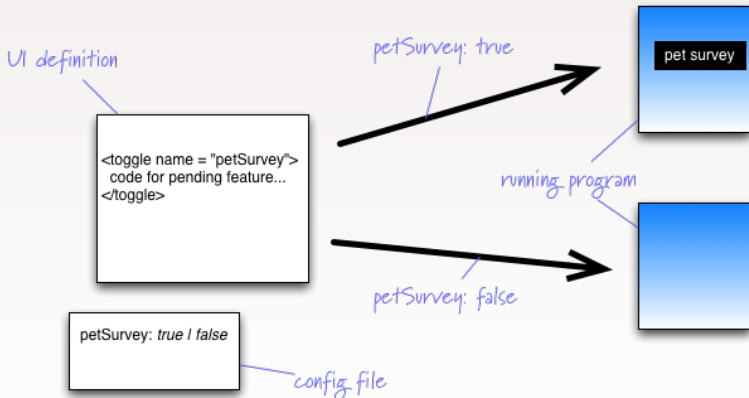 UI definition
petSurvey: true
pet survey
<toggle name = "petSurvey">
code for pending feature...
</toggle>
running program
petSurvey: false
petSurvey: true | false
config file